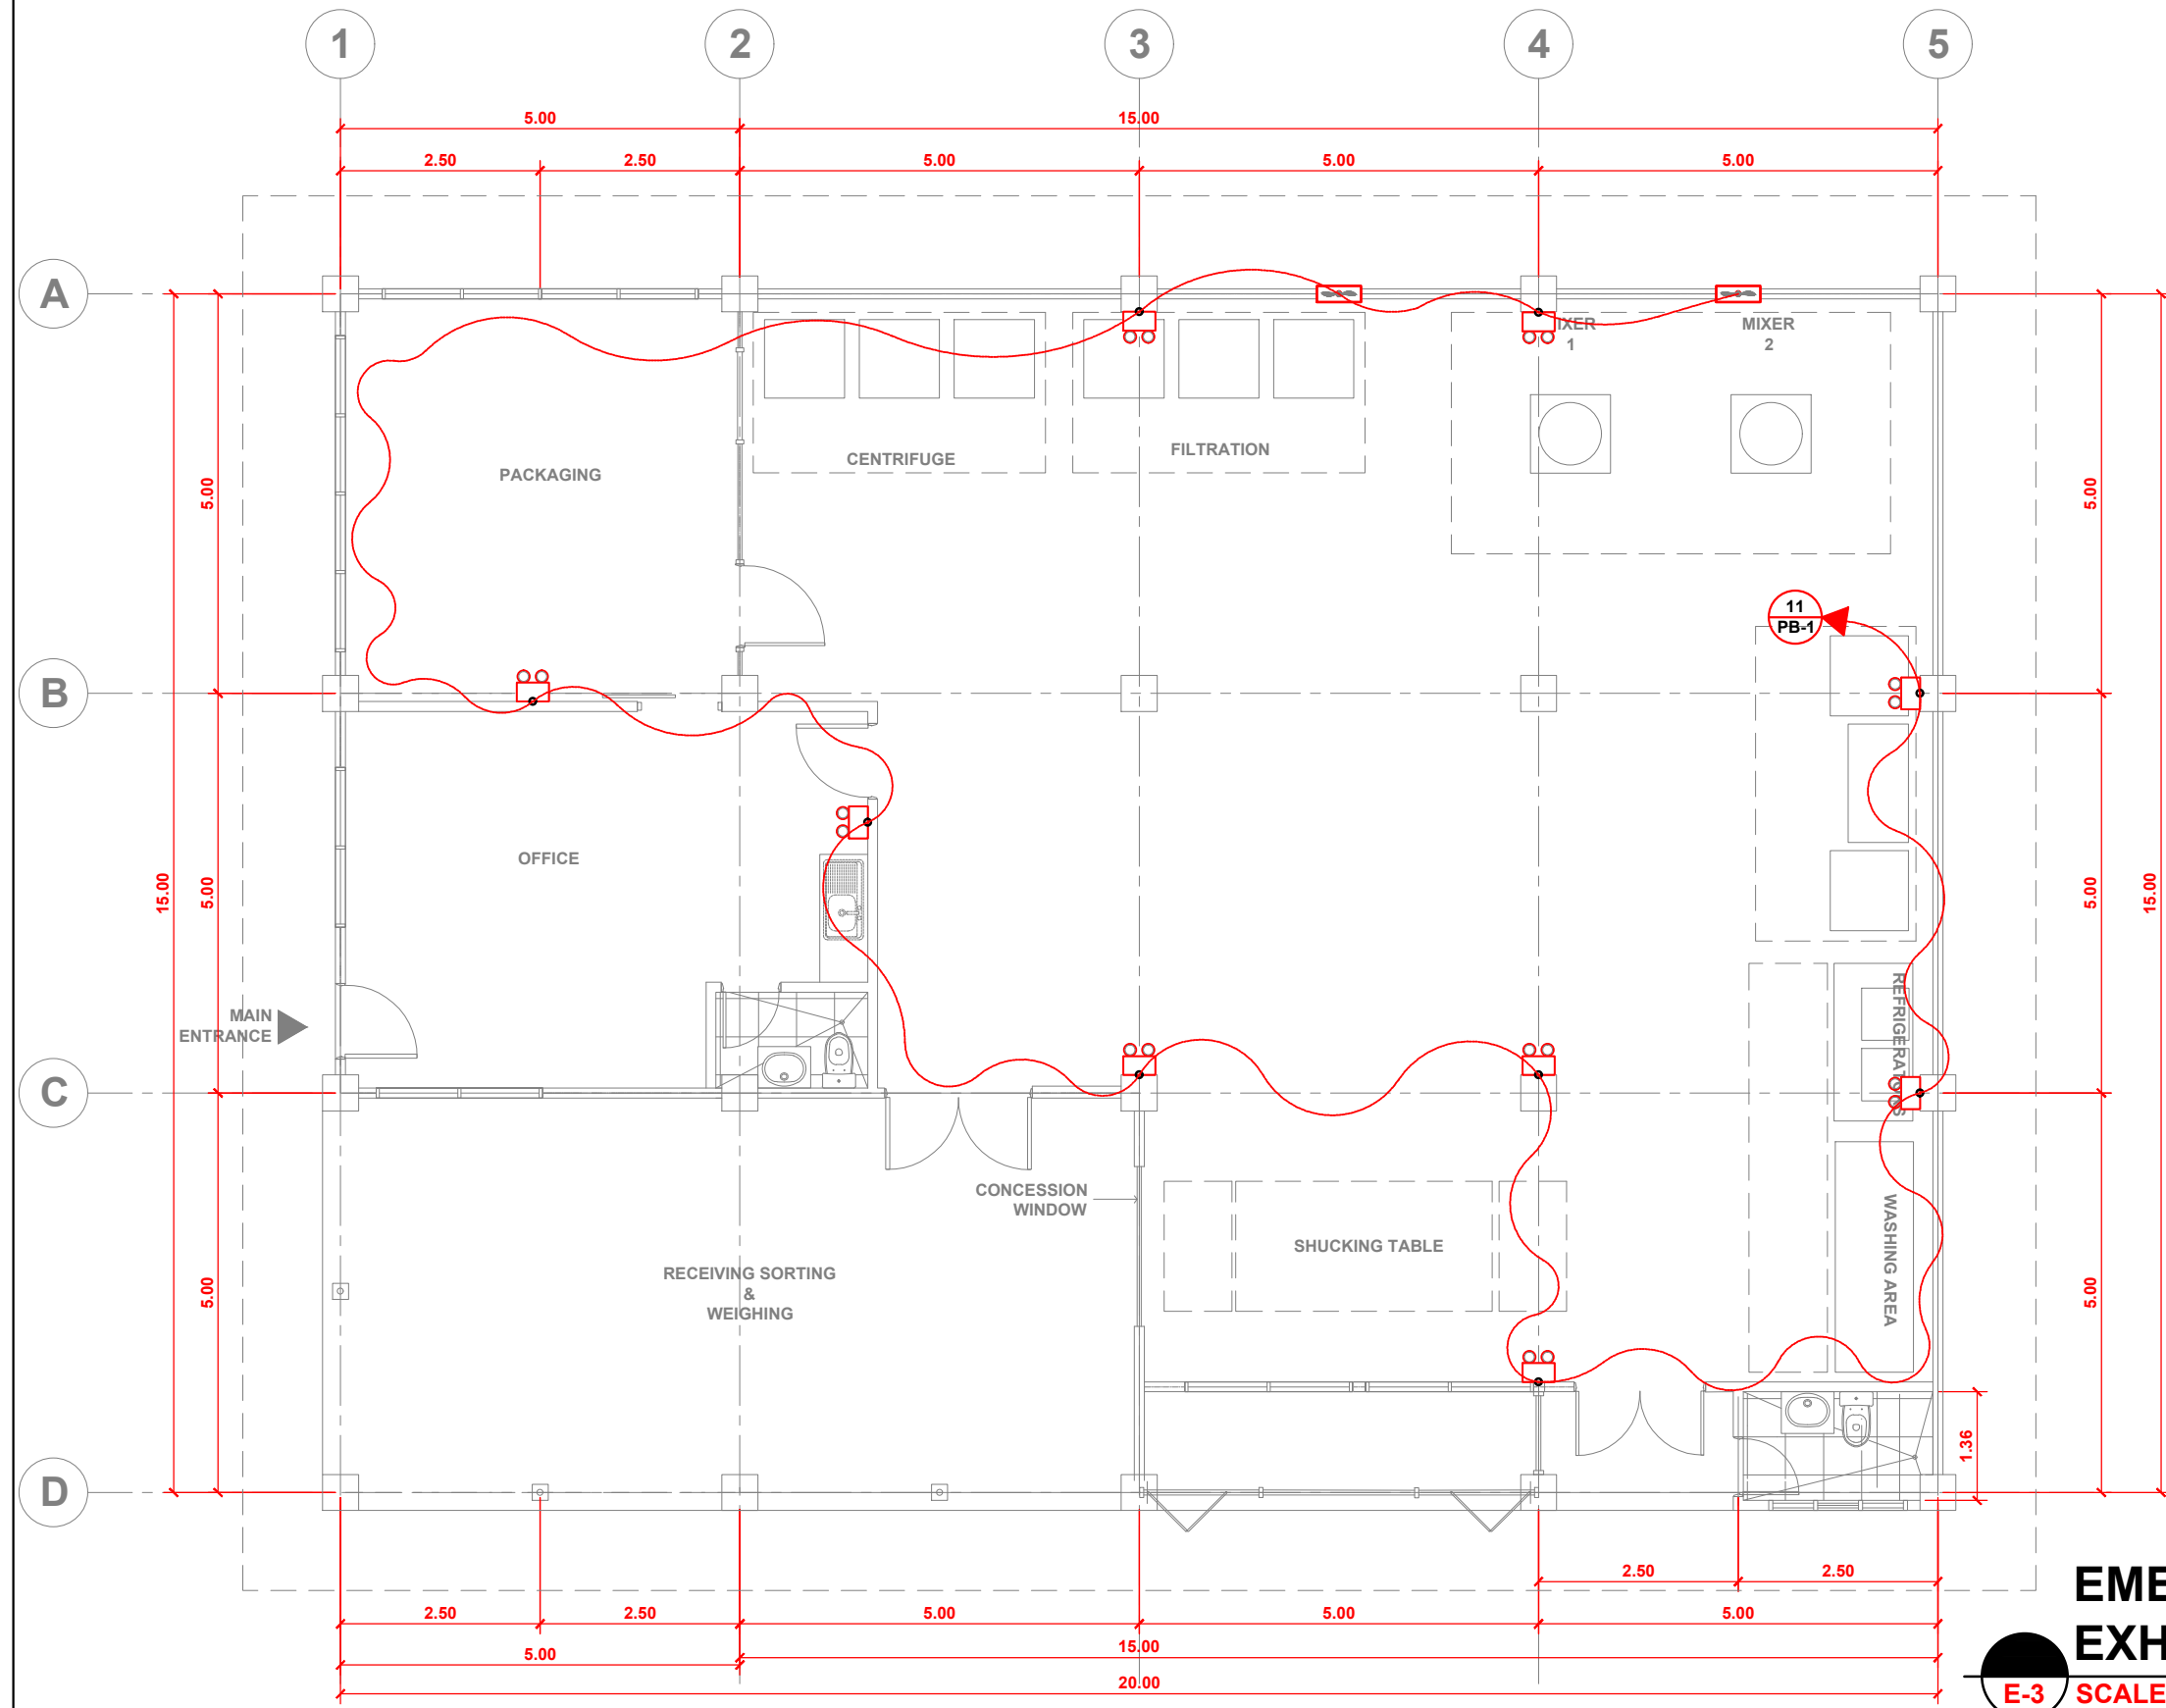 1 2 3 4 5
5.00 15.00
2.50 2.50 5.00 5.00 5.00
A
IXER
1
MIXER
2
PACKAGING
CENTRIFUGE
FILTRATION
5.00
5.00
11
PB-1
B
OFFICE
15.00
5.00
5.00
15.00
MAIN
ENTRANCE
REFRIGERATORS
C
CONCESSION
WINDOW
SHUCKING TABLE
WASHING AREA
RECEIVING SORTING
&
WEIGHING
5.00
5.00
1.36
D
2.50 2.50
2.50 2.50 5.00 5.00 5.00
5.00 15.00
20.00
EME
EXH
E-3 SCALE